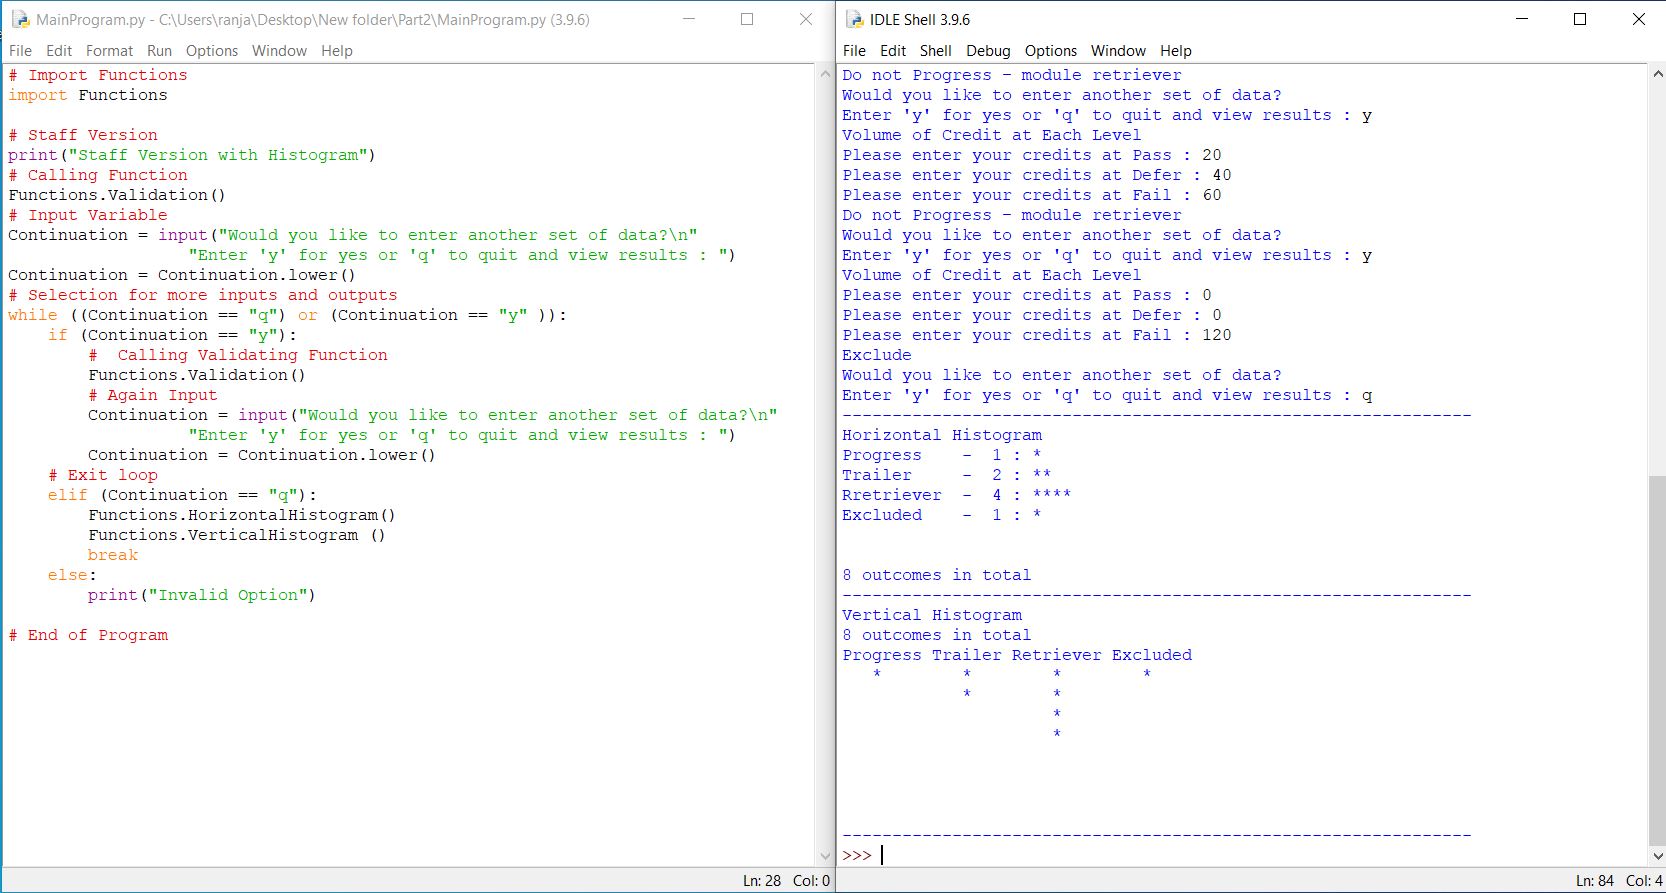 MainProgram.py - C:\Users\ranja\Desktop\New folder\Part2\MainProgram.py (3.9.6)
File Edit Format Run Options Window Help
# Import Functions
import Functions
# Staff Version
print("Staff Version with Histogram")
# Calling Function
Functions.Validation()
# Input Variable
Continuation = input("Would you like to enter another set of data?\n"
"Enter 'y' for yes or 'q' to quit and view results : ")
Continuation = Continuation.lower()
# Selection for more inputs and outputs
while ((Continuation == "q") or (Continuation == "y" )):
if (Continuation == "y"):
#  Calling Validating Function
Functions.Validation()
# Again Input
Continuation = input("Would you like to enter another set of data?\n"
"Enter 'y' for yes or 'q' to quit and view results : ")
Continuation = Continuation.lower()
# Exit loop
elif (Continuation == "q"):
Functions.HorizontalHistogram()
Functions.VerticalHistogram ()
break
else:
print("Invalid Option")
# End of Program
Ln: 28 Col: 0
IDLE Shell 3.9.6
File Edit Shell Debug Options Window Help
Do not Progress - module retriever
Would you like to enter another set of data?
Enter 'y' for yes or 'q' to quit and view results : y
Volume of Credit at Each Level
Please enter your credits at Pass : 20
Please enter your credits at Defer : 40
Please enter your credits at Fail : 60
Do not Progress - module retriever
Would you like to enter another set of data?
Enter 'y' for yes or 'q' to quit and view results : y
Volume of Credit at Each Level
Please enter your credits at Pass : 0
Please enter your credits at Defer : 0
Please enter your credits at Fail : 120
Exclude
Would you like to enter another set of data?
Enter 'y' for yes or 'q' to quit and view results : q
---------------------------------------------------------------
Horizontal Histogram
Progress    -  1 : *
Trailer     -  2 : **
Rretriever  -  4 : ****
Excluded    -  1 : *
8 outcomes in total
---------------------------------------------------------------
Vertical Histogram
8 outcomes in total
Progress Trailer Retriever Excluded
*        *        *        *
*        *
*
*
---------------------------------------------------------------
>>>
Ln: 84 Col: 4